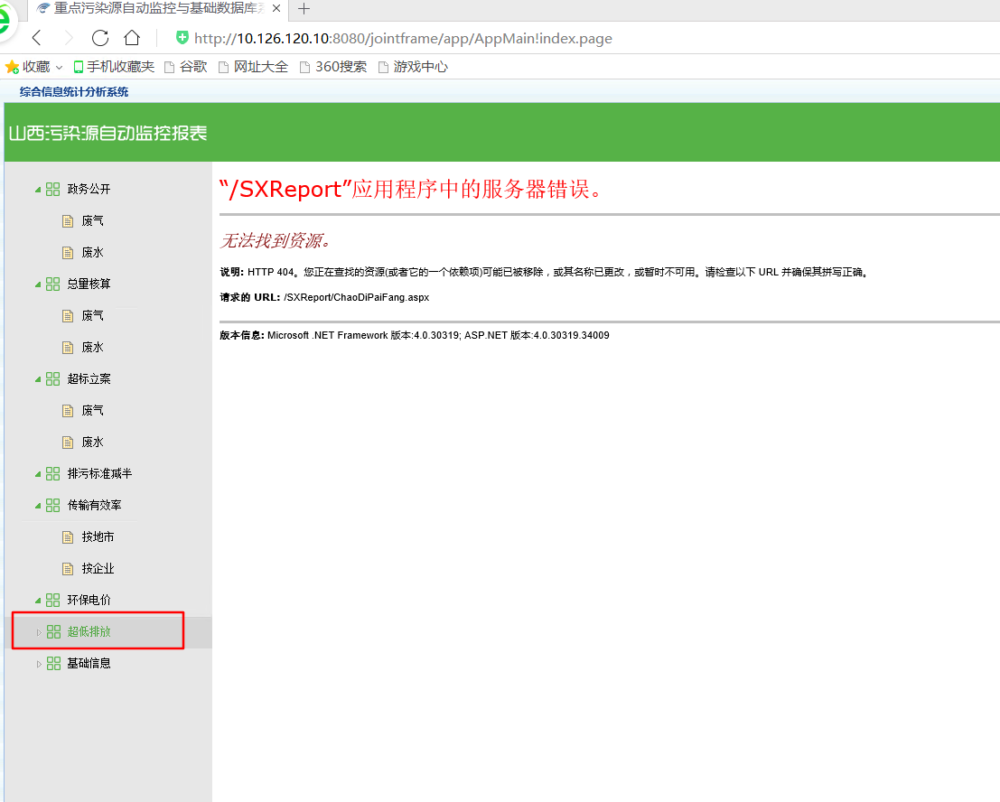 重点污染源自动监控与基础数据库
http://10.126.120.10:8080/jointframe/app/AppMain!index.page
收藏 手机收藏夹 谷歌 网址大全 360搜索 游戏中心
综合信息统计分析系统
山西污染源自动监控报表
政务公开
废气
废水
总量核算
废气
废水
超标立案
废气
废水
排污标准减半
传输有效率
按地市
按企业
环保电价
超低排放
基础信息
“/SXReport”应用程序中的服务器错误。
无法找到资源。
说明: HTTP 404。您正在查找的资源(或者它的一个依赖项)可能已被移除，或其名称已更改，或暂时不可用。请检查以下 URL 并确保其拼写正确。
请求的 URL: /SXReport/ChaoDiPaiFang.aspx
版本信息: Microsoft .NET Framework 版本:4.0.30319; ASP.NET 版本:4.0.30319.34009